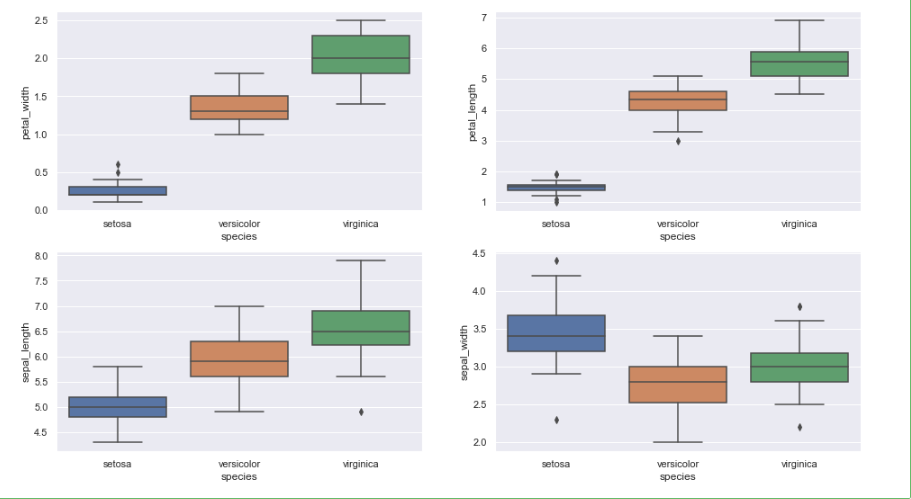 2.5
2.0
1.5
1.0
0.5
0.0
petal_width
setosa versicolor virginica
species
7
6
5
4
3
2
1
petal_length
setosa versicolor virginica
species
8.0
7.5
7.0
6.5
6.0
5.5
5.0
4.5
sepal_length
setosa versicolor virginica
species
4.5
4.0
3.5
3.0
2.5
2.0
sepal_width
setosa versicolor virginica
species